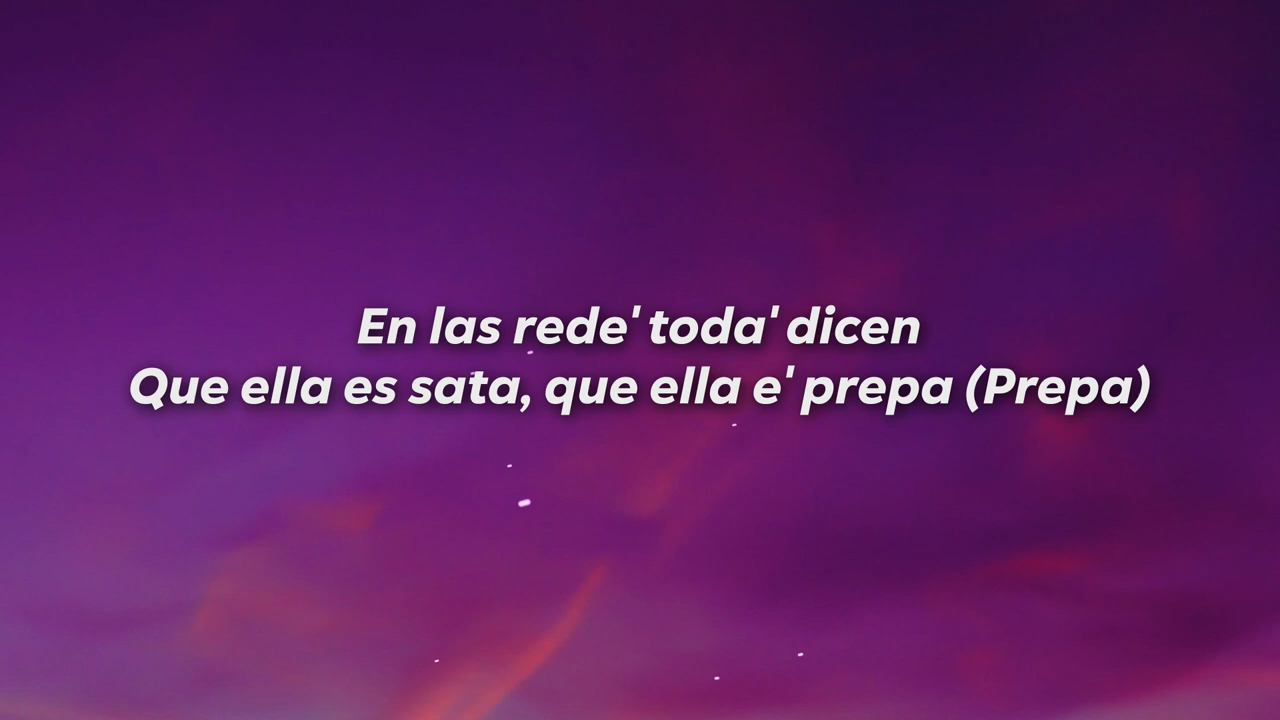 En las rede' toda' dicen
Que ella es sata, que ella e' prepa (Prepa)